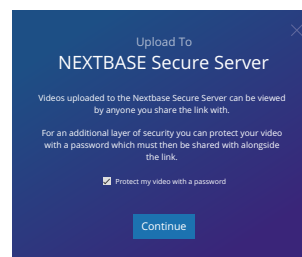 Upload To
NEXTBASE Secure Server
Videos uploaded to the Nextbase Secure Server can be viewed
by anyone you share the link with.
For an additional layer of security you can protect your video
with a password which must then be shared with alongside
the link.
Protect my video with a password
Continue